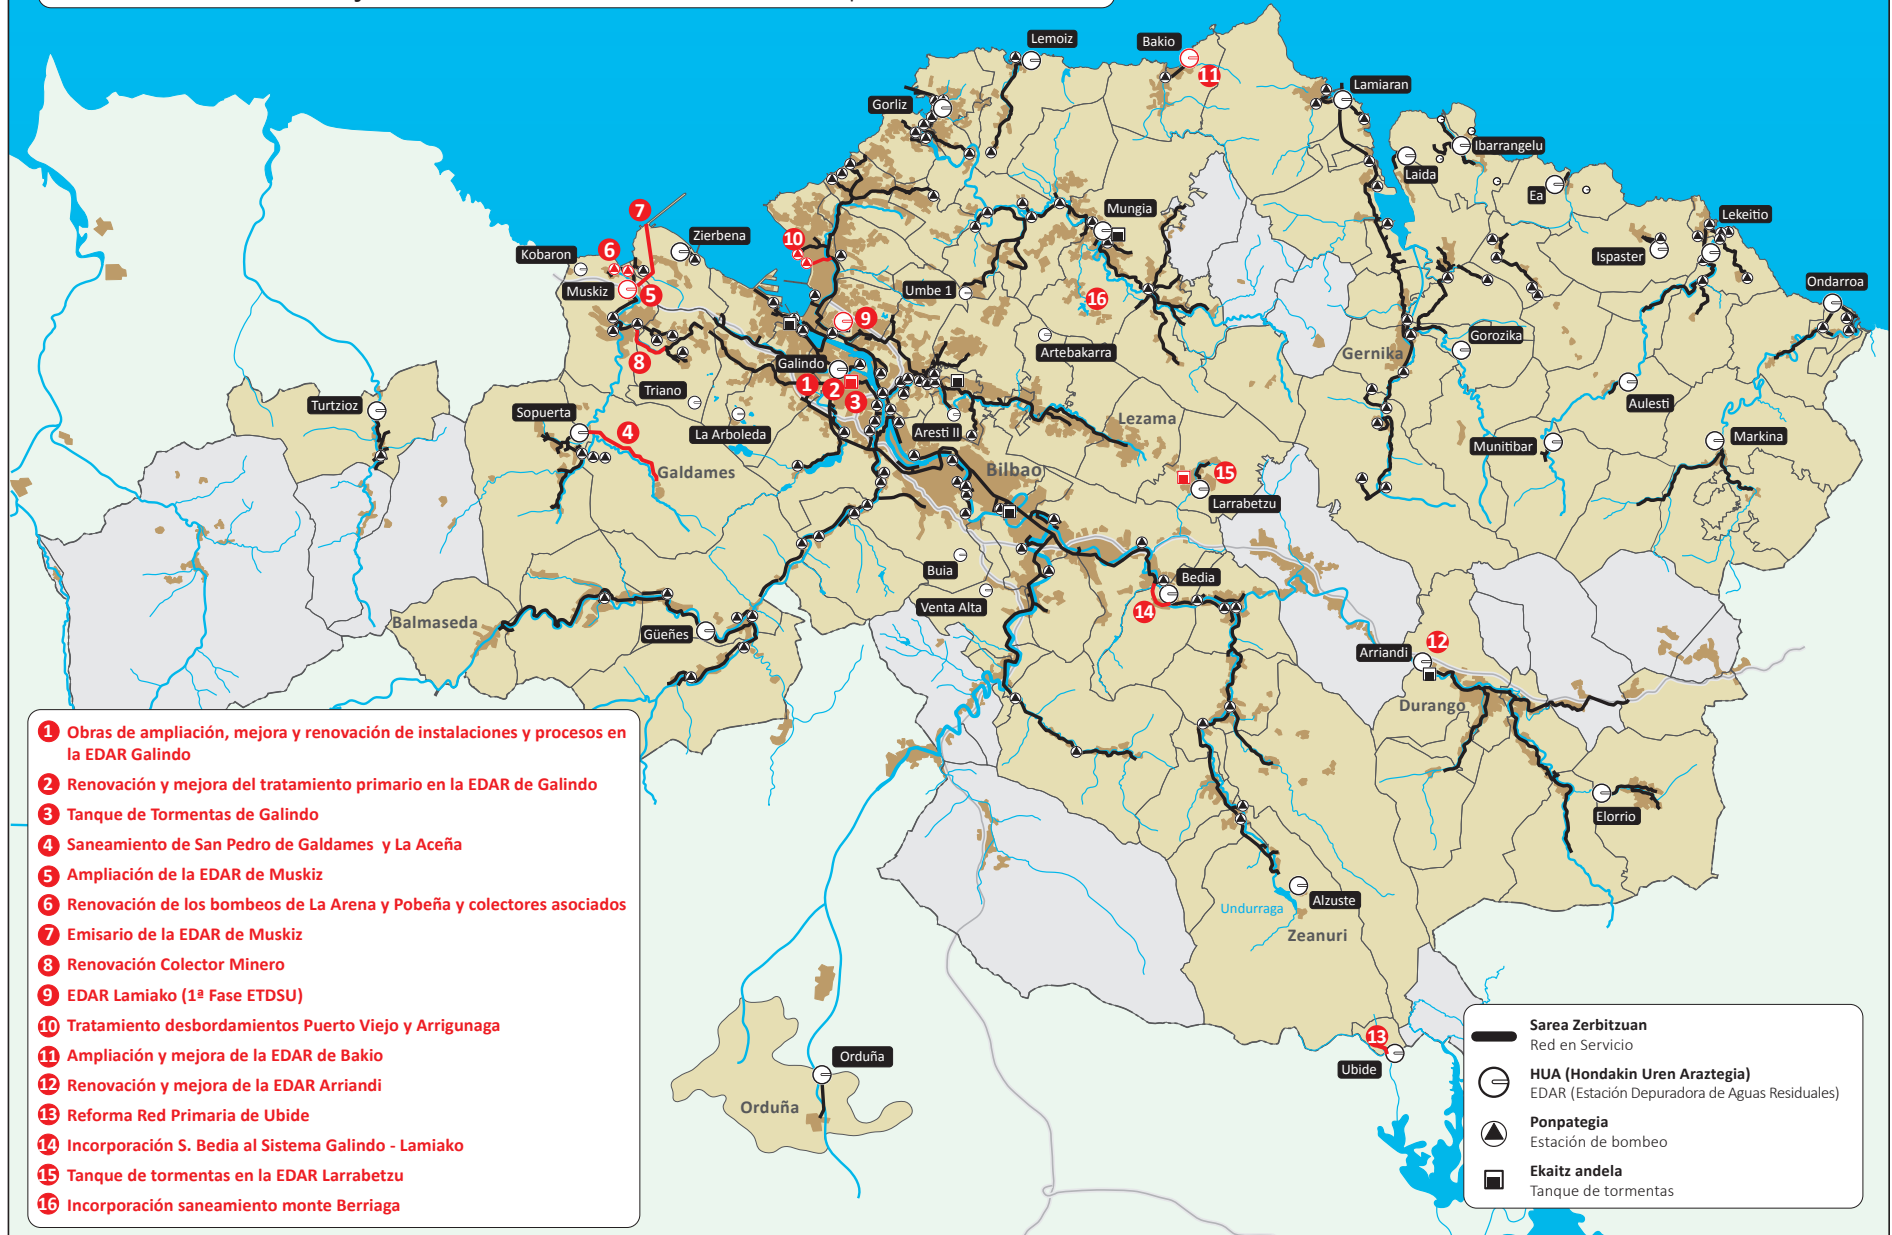 Lemoiz
Bakio
11
Lamiaran
Gorliz
Ibarrangelu
Laida
Ea
7
Mungia
Lekeitio
10
Zierbena
6
Kobaron
Ispaster
Muskiz
5
Umbe 1
16
Ondarroa
9
8
Artebakarra
Gernika
Gorozika
Galindo
1
2
3
Triano
Turtzioz
Sopuerta
4
La Arboleda
Aresti II
Lezama
Aulesti
Munitibar
Markina
Galdames
Bilbao
15
Larrabetzu
Buia
Bedia
Venta Alta
14
Balmaseda
Güeñes
12
Arriandi
Durango
Elorrio
Alzuste
Undurraga
Zeanuri
13
Ubide
Orduña
Orduña
1 Obras de ampliación, mejora y renovación de instalaciones y procesos en
la EDAR Galindo
2 Renovación y mejora del tratamiento primario en la EDAR de Galindo
3 Tanque de Tormentas de Galindo
4 Saneamiento de San Pedro de Galdames y La Aceña
5 Ampliación de la EDAR de Muskiz
6 Renovación de los bombeos de La Arena y Pobeña y colectores asociados
7 Emisario de la EDAR de Muskiz
8 Renovación Colector Minero
9 EDAR Lamiako (1ª Fase ETDSU)
10 Tratamiento desbordamientos Puerto Viejo y Arrigunaga
11 Ampliación y mejora de la EDAR de Bakio
12 Renovación y mejora de la EDAR Arriandi
13 Reforma Red Primaria de Ubide
14 Incorporación S. Bedia al Sistema Galindo - Lamiako
15 Tanque de tormentas en la EDAR Larrabetzu
16 Incorporación saneamiento monte Berriaga
Sarea Zerbitzuan
Red en Servicio
HUA (Hondakin Uren Araztegia)
EDAR (Estación Depuradora de Aguas Residuales)
Ponpategia
Estación de bombeo
Ekaitz andela
Tanque de tormentas